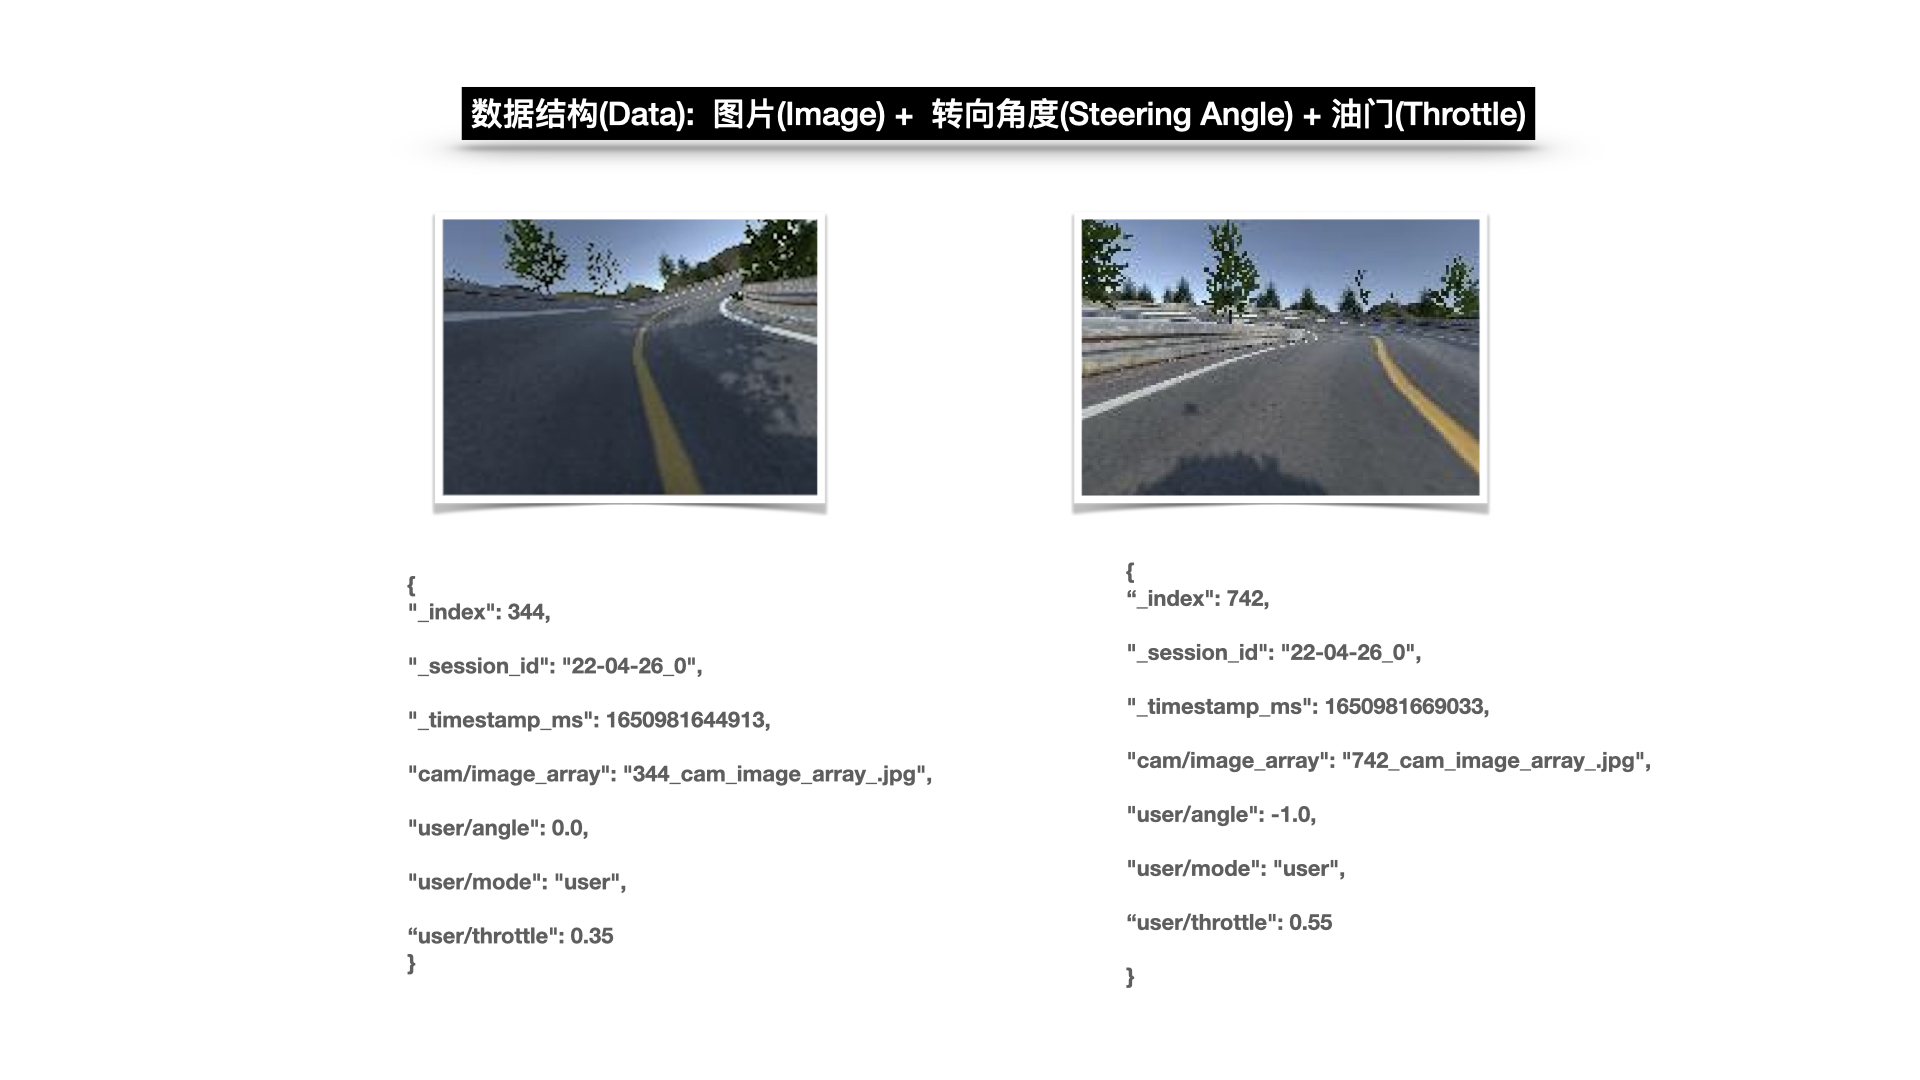 数据结构(Data):  图片(Image) +  转向角度(Steering Angle) + 油门(Throttle)
{
"_index": 344,
"_session_id": "22-04-26_0",
"_timestamp_ms": 1650981644913,
"cam/image_array": "344_cam_image_array_.jpg",
"user/angle": 0.0,
"user/mode": "user",
“user/throttle": 0.35
}
{
“_index": 742,
"_session_id": "22-04-26_0",
"_timestamp_ms": 1650981669033,
"cam/image_array": "742_cam_image_array_.jpg",
"user/angle": -1.0,
"user/mode": "user",
“user/throttle": 0.55
}